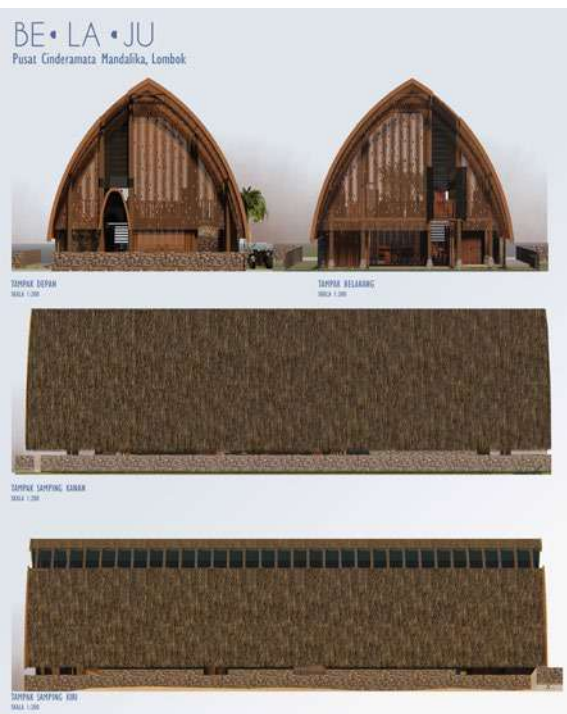 BE•LA•JU
Pusat Cinderamata Mandalika, Lombok
TAMPAK DEPAN
SKALA 1:200
TAMPAK BELAKANG
SKALA 1:200
TAMPAK SAMPING KANAN
SKALA 1:200
TAMPAK SAMPING KIRI
SKALA 1:200